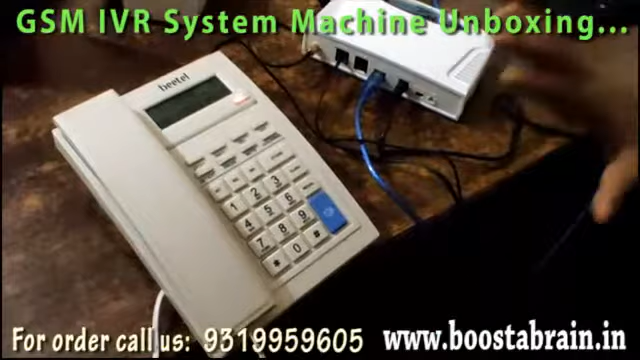 GSM IVR System Machine Unboxing...
beetel
1 2 3
4 5 6
7 8 9
* 0 #
For order call us: 9319959605 www.boostabrain.in